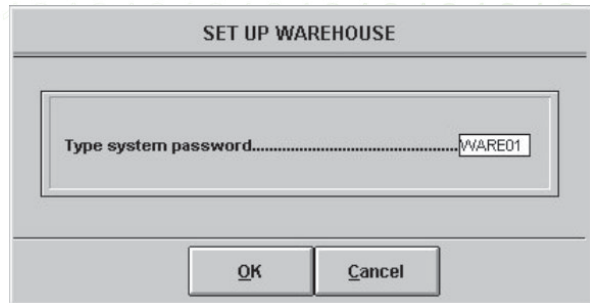 SET UP WAREHOUSE
Type system password..................................................WARE01
OK Cancel